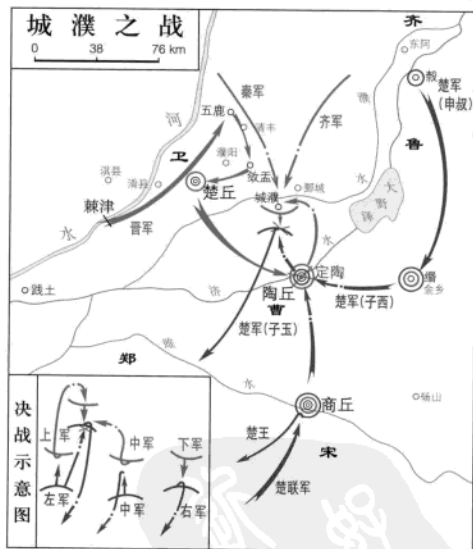 城濮之战
0 38 76 km
齐
东阿
毂
楚军
(申叔)
秦军
齐军
濮
水
鲁
河
五鹿
清丰
卫
濮阳
敛盂
淇县
滑县
楚丘
城濮
鄄城
大
野
泽
棘津
晋军
水
水
定陶
缗
金乡
践土
济
陶丘
曹
楚军(子西)
楚军(子玉)
郑
睢
水
商丘
砀山
楚王
宋
楚联军
决战示意图
上军
中军
下军
左军
中军
右军